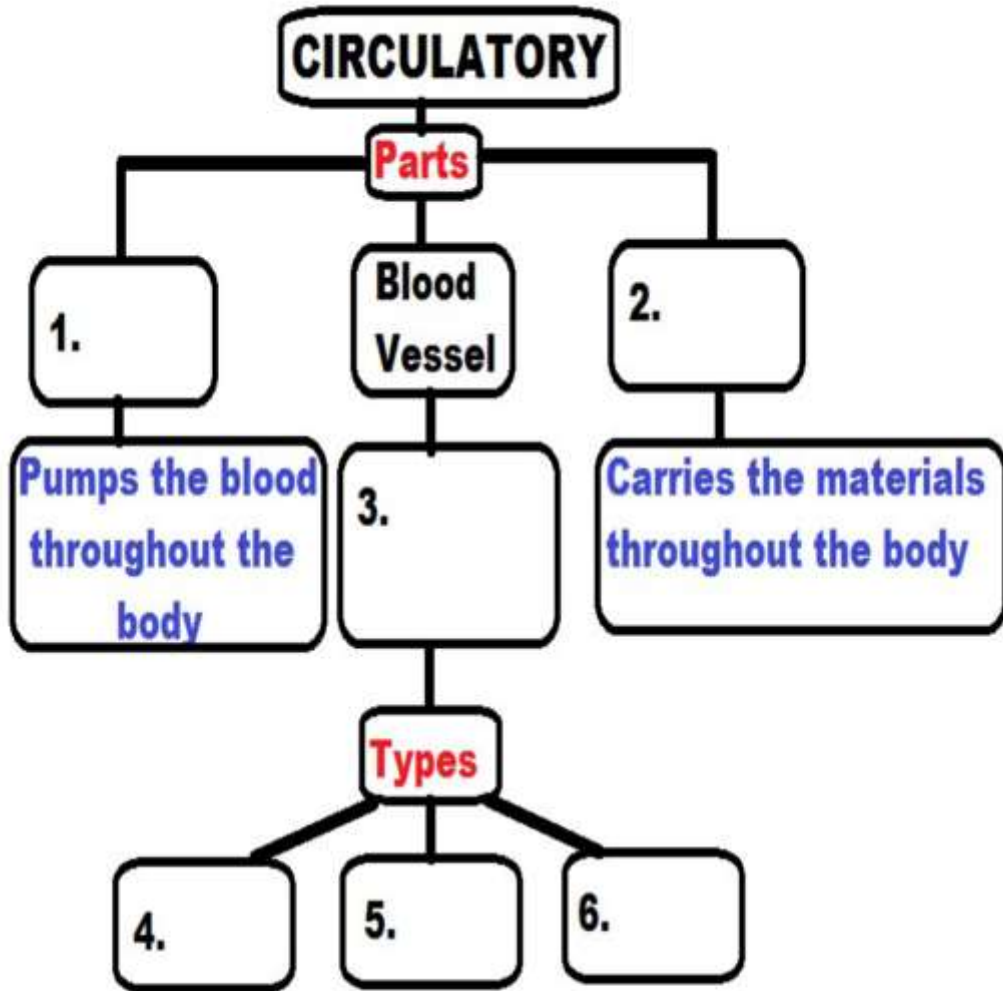 CIRCULATORY
Parts
1.
Blood
Vessel
2.
Pumps the blood
throughout the
body
3.
Carries the materials
throughout the body
Types
4.
5.
6.